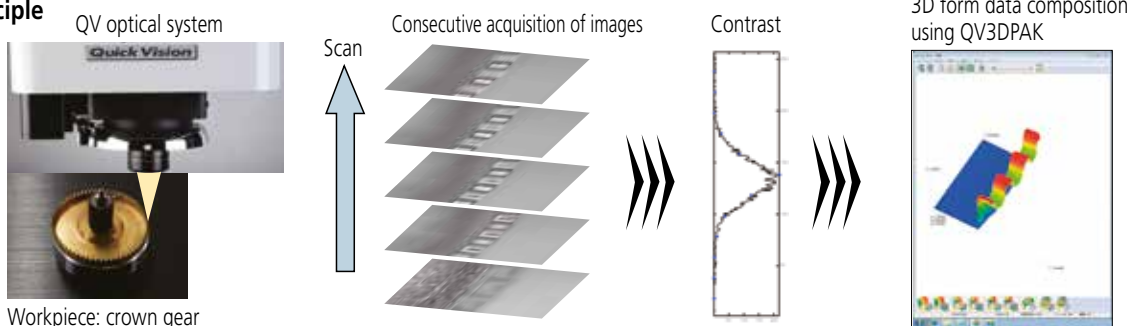 QV optical system
Quick Vision
Workpiece: crown gear
Scan
Consecutive acquisition of images
Contrast
3D form data composition
using QV3DPAK